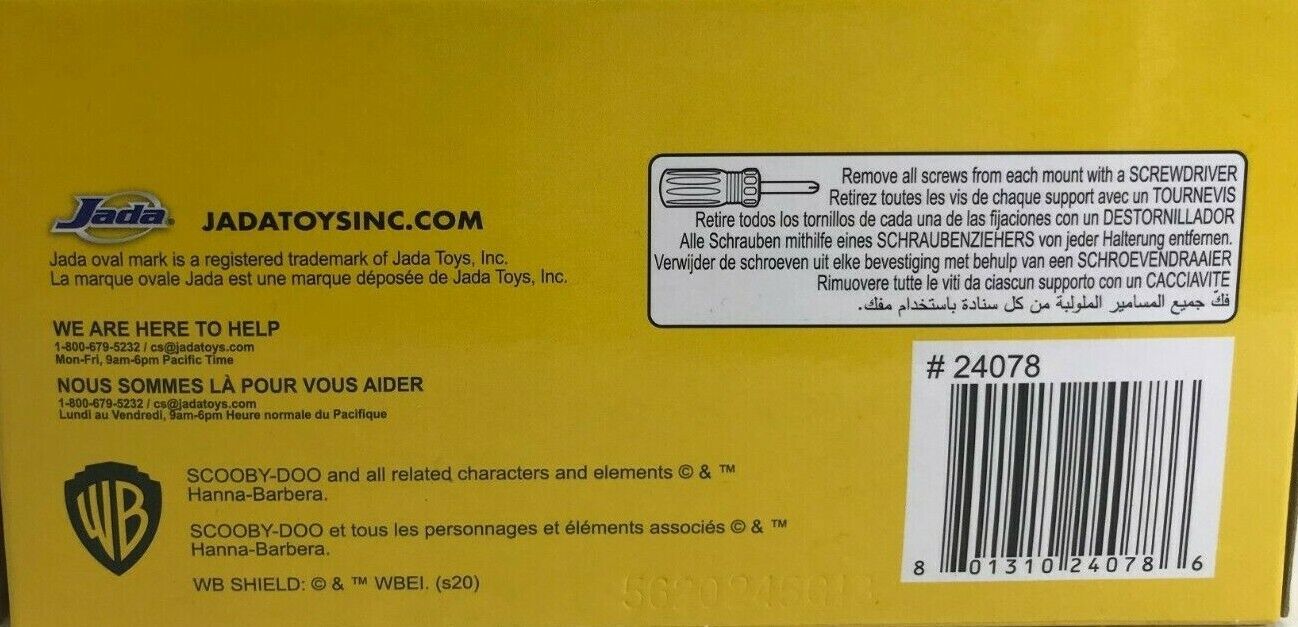 Jada
JADATOYSINC.COM
Jada oval mark is a registered trademark of Jada Toys, Inc.
La marque ovale Jada est une marque déposée de Jada Toys, Inc.
WE ARE HERE TO HELP
1-800-679-5232 / cs@jadatoys.com
Mon-Fri, 9am-6pm Pacific Time
NOUS SOMMES LÀ POUR VOUS AIDER
1-800-679-5232 / cs@jadatoys.com
Lundi au Vendredi, 9am-6pm Heure normale du Pacifique
WB
SCOOBY-DOO and all related characters and elements © & ™
Hanna-Barbera.
SCOOBY-DOO et tous les personnages et éléments associés © & ™
Hanna-Barbera.
WB SHIELD: © & ™ WBEI. (s20)
Remove all screws from each mount with a SCREWDRIVER
Retirez toutes les vis de chaque support avec un TOURNEVIS
Retire todos los tornillos de cada una de las fijaciones con un DESTORNILLADOR
Alle Schrauben mithilfe eines SCHRAUBENZIEHERS von jeder Halterung entfernen.
Verwijder de schroeven uit elke bevestiging met behulp van een SCHROEVENDRAAIER
Rimuovere tutte le viti da ciascun supporto con un CACCIAVITE
فكّ جميع المسامير الملولبة من كل سنادة باستخدام مفك.
# 24078
8 01310 24078 6